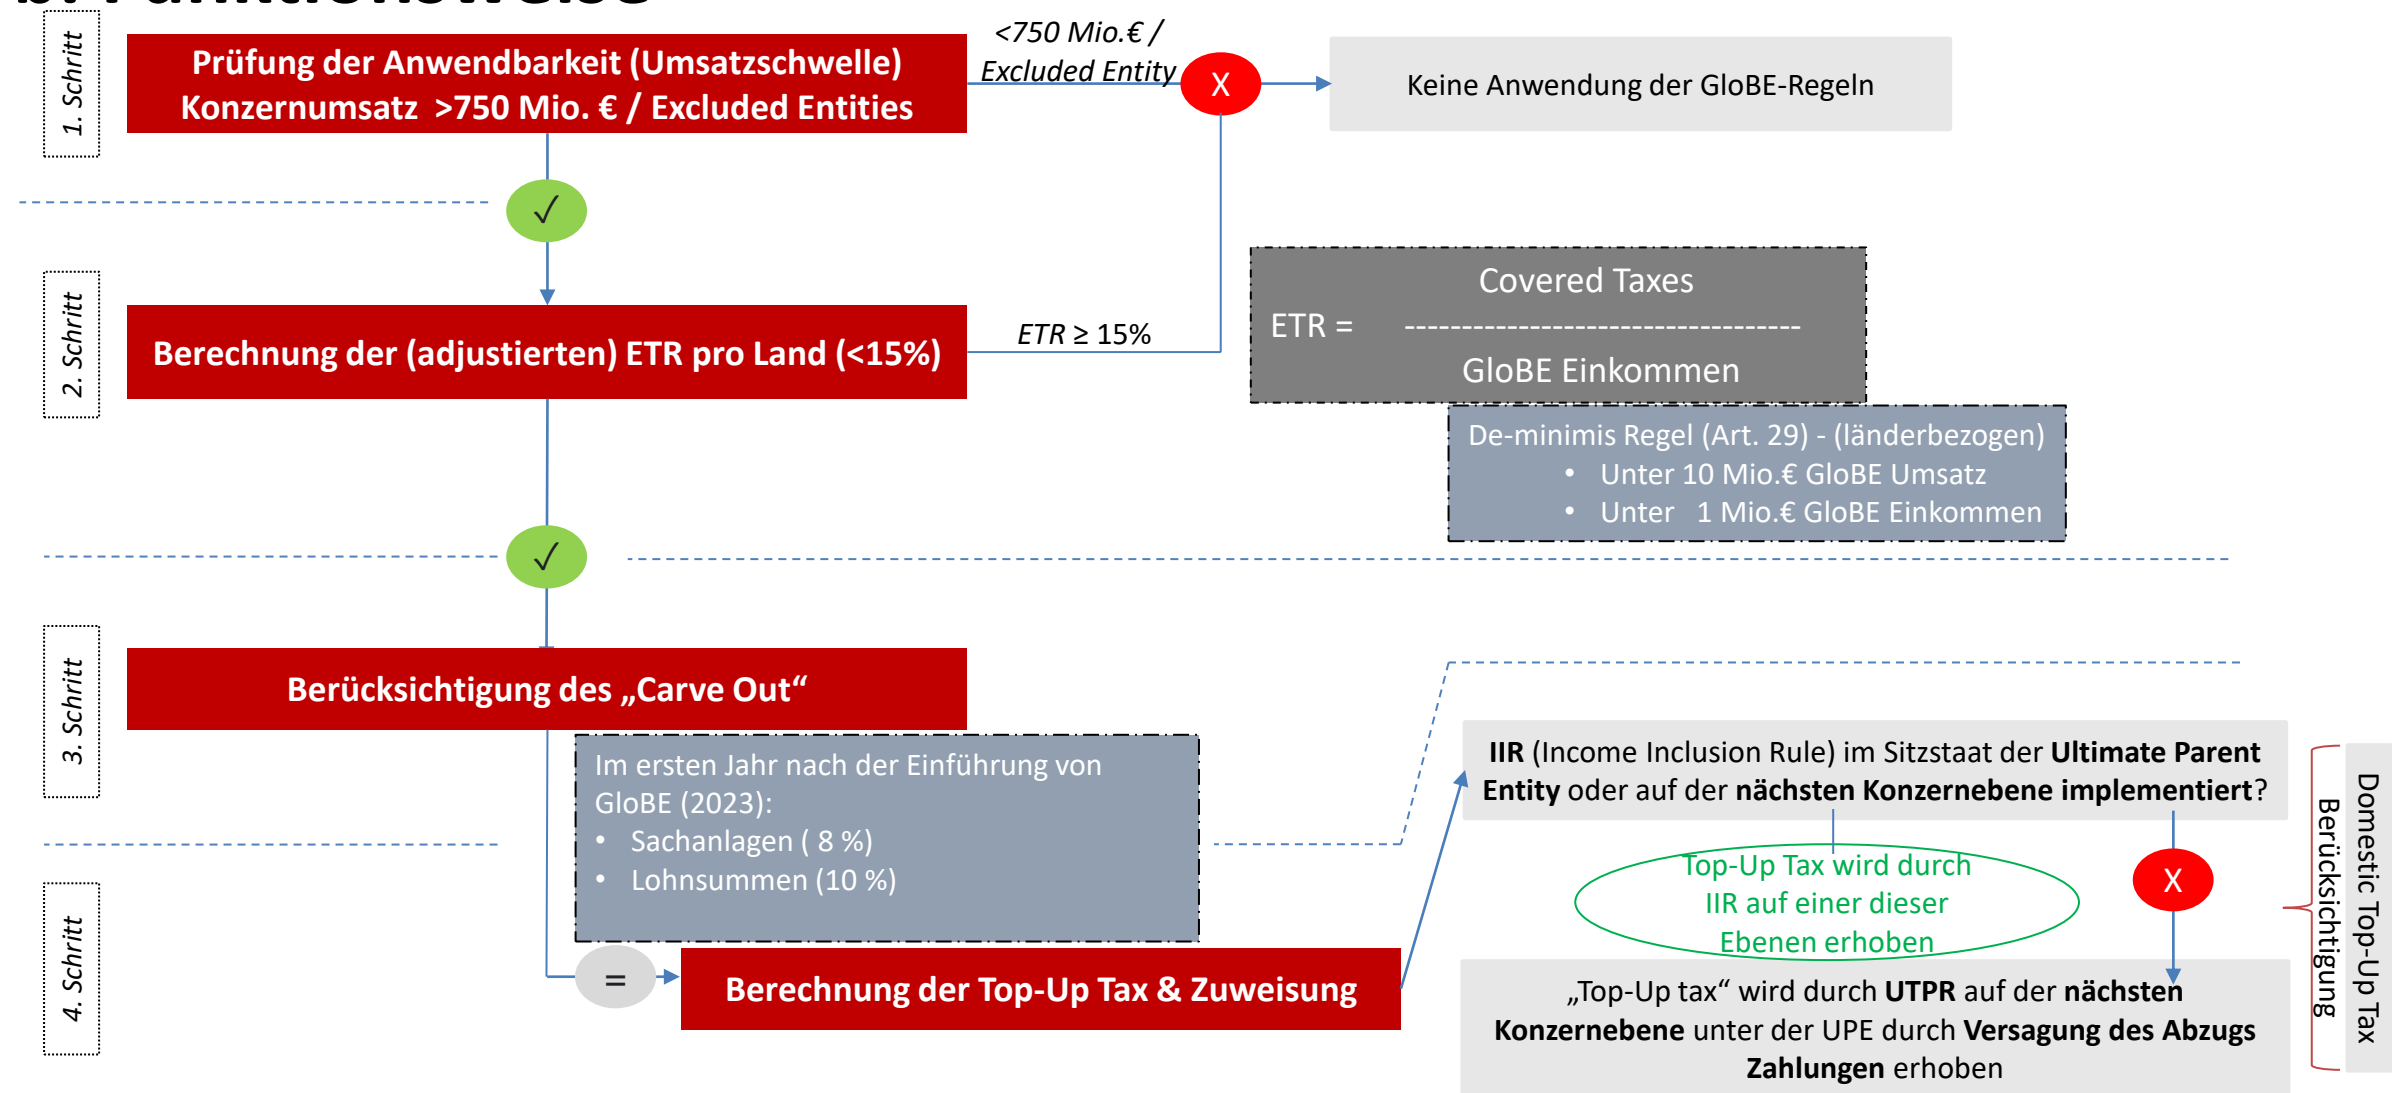 b. Funktionsweise
1. Schritt
Prüfung der Anwendbarkeit (Umsatzschwelle)
Konzernumsatz >750 Mio. € / Excluded Entities
<750 Mio.€ /
Excluded Entity
X
Keine Anwendung der GloBE-Regeln
✓
2. Schritt
Berechnung der (adjustierten) ETR pro Land (<15%)
ETR ≥ 15%
Covered Taxes
ETR = ----------------------------------
GloBE Einkommen
De-minimis Regel (Art. 29) - (länderbezogen)
• Unter 10 Mio.€ GloBE Umsatz
• Unter 1 Mio.€ GloBE Einkommen
✓
3. Schritt
Berücksichtigung des „Carve Out“
Im ersten Jahr nach der Einführung von
GloBE (2023):
• Sachanlagen ( 8 %)
• Lohnsummen (10 %)
4. Schritt
=
Berechnung der Top-Up Tax & Zuweisung
IIR (Income Inclusion Rule) im Sitzstaat der Ultimate Parent
Entity oder auf der nächsten Konzernebene implementiert?
Top-Up Tax wird durch
IIR auf einer dieser
Ebenen erhoben
X
„Top-Up tax“ wird durch UTPR auf der nächsten
Konzernebene unter der UPE durch Versagung des Abzugs
Zahlungen erhoben
Domestic Top-Up Tax
Berücksichtigung